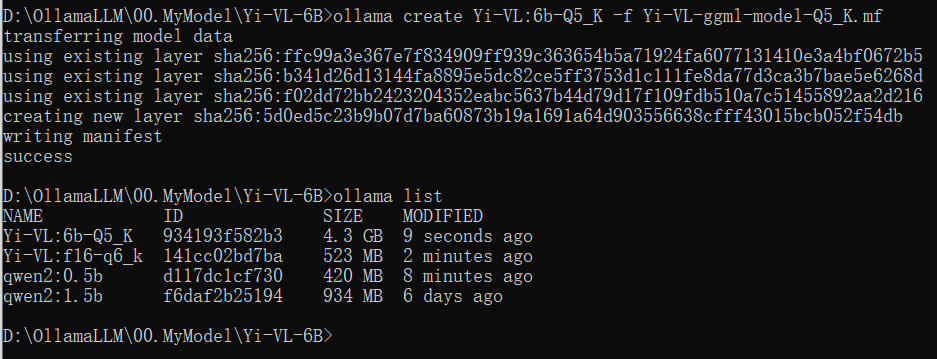 D:\OllamaLLM\00.MyModel\Yi-VL-6B>ollama create Yi-VL:6b-Q5_K -f Yi-VL-ggml-model-Q5_K.mf
transferring model data
using existing layer sha256:ffc99a3e367e7f834909ff939c363654b5a71924fa6077131410e3a4bf0672b5
using existing layer sha256:b341d26d13144fa8895e5dc82ce5ff3753d1c111fe8da77d3ca3b7bae5e6268d
using existing layer sha256:f02dd72bb2423204352eabc5637b44d79d17f109fdb510a7c51455892aa2d216
creating new layer sha256:5d0ed5c23b9b07d7ba60873b19a1691a64d903556638cfff43015bcb052f54db
writing manifest
success
D:\OllamaLLM\00.MyModel\Yi-VL-6B>ollama list
NAME ID SIZE MODIFIED
Yi-VL:6b-Q5_K 934193f582b3 4.3 GB 9 seconds ago
Yi-VL:f16-q6_k 141cc02bd7ba 523 MB 2 minutes ago
qwen2:0.5b d117dc1cf730 420 MB 8 minutes ago
qwen2:1.5b f6daf2b25194 934 MB 6 days ago
D:\OllamaLLM\00.MyModel\Yi-VL-6B>